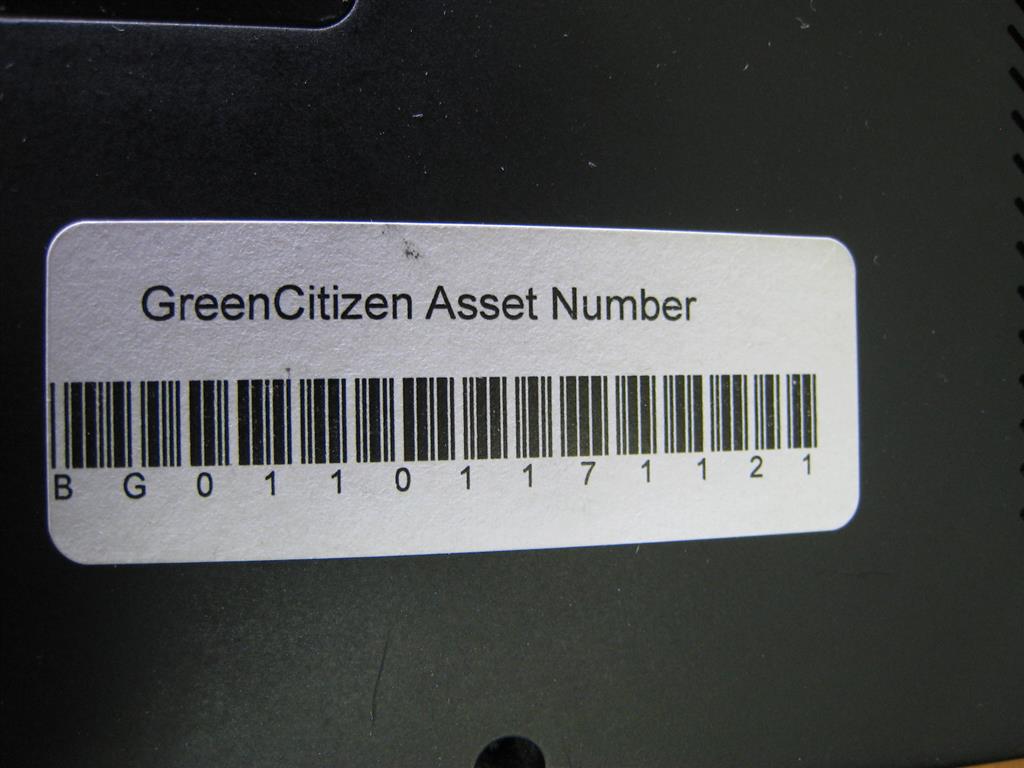 GreenCitizen Asset Number
B G 0 1 1 0 1 1 7 1 1 2 1